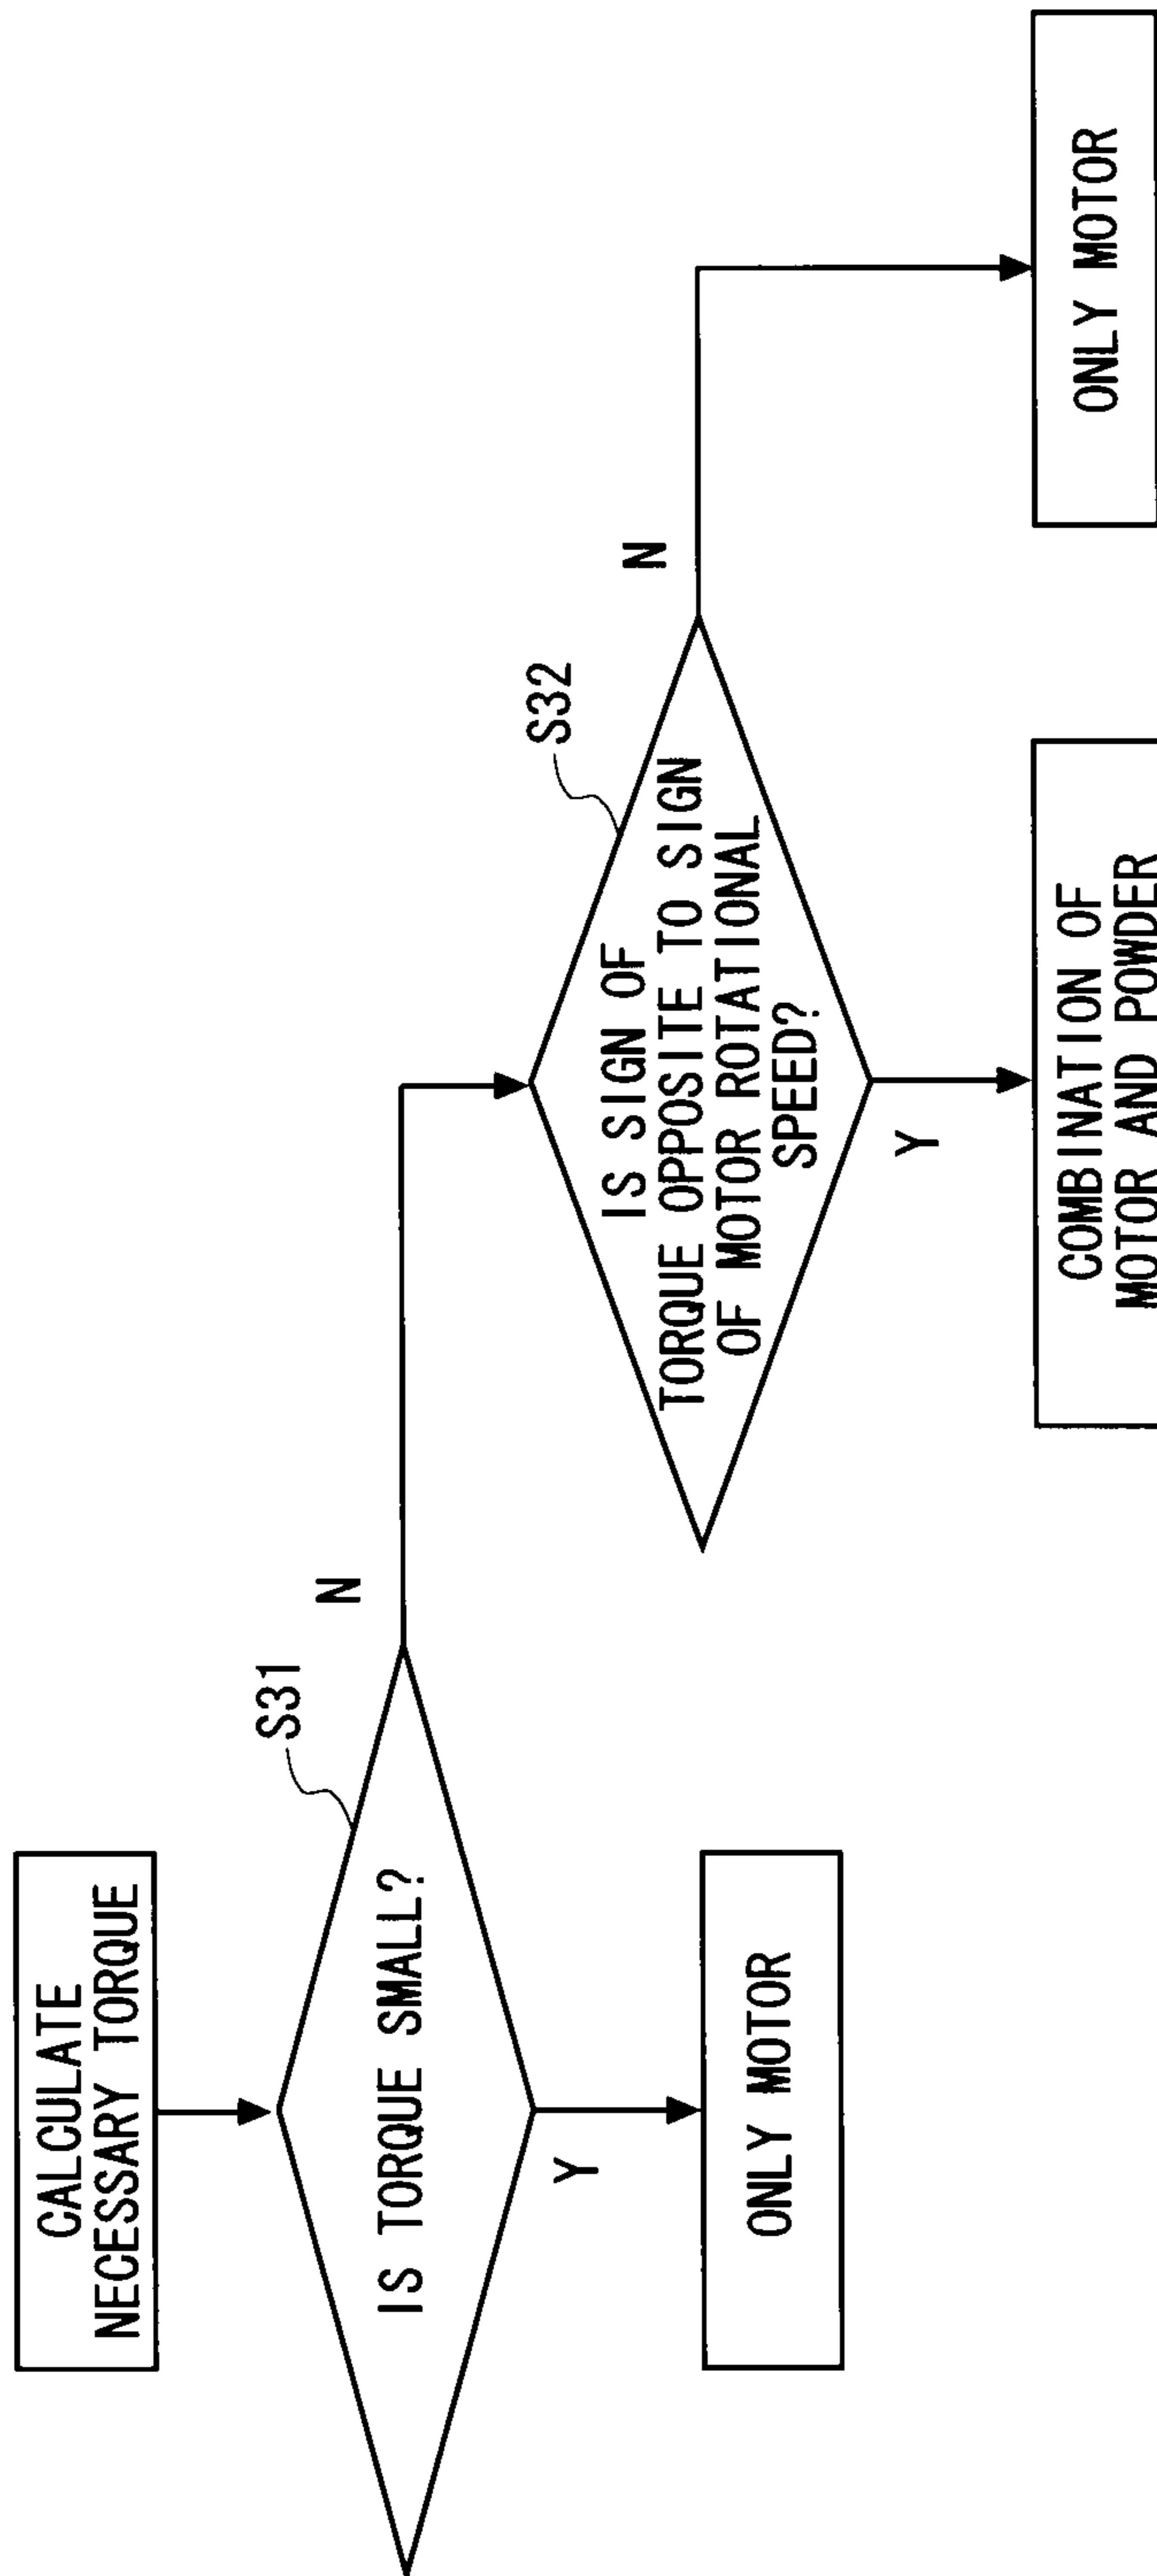 CALCULATE
NECESSARY TORQUE
S31
IS TORQUE SMALL?
N
Y
ONLY MOTOR
S32
IS SIGN OF
TORQUE OPPOSITE TO SIGN
OF MOTOR ROTATIONAL
SPEED?
N
Y
COMBINATION OF
MOTOR AND POWDER
ONLY MOTOR